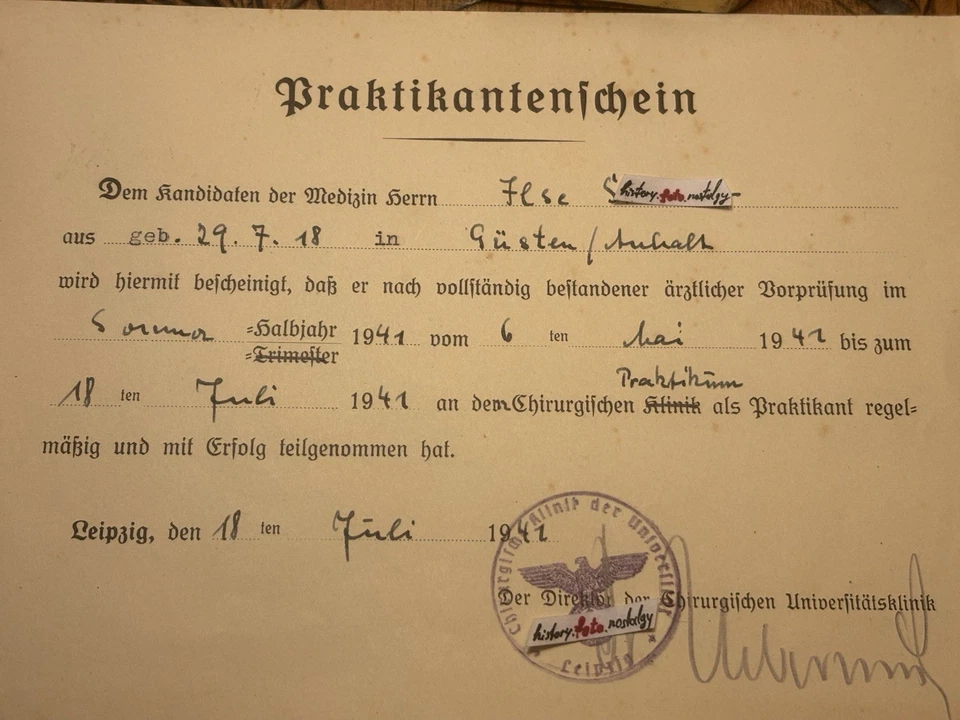 Praktikantenschein
Dem Kandidaten der Medizin Herrn Ilse S
history.foto.nostalgy
aus geb. 29. 7. 18 in Güsten / Anhalt
wird hiermit bescheinigt, daß er nach vollständig bestandener ärztlicher Vorprüfung im
Sommer =Halbjahr 1941 vom 6 ten Mai 1941 bis zum
=Trimester
Praktikum
18 ten Juli 1941 an dem Chirurgischen Klinik als Praktikant regel=
mäßig und mit Erfolg teilgenommen hat.
Leipzig, den 18 ten Juli 1941
Chirurgische Klinik der Universität
Der Direktor der Chirurgischen Universitätsklinik
history.foto.nostalgy
Leipzig